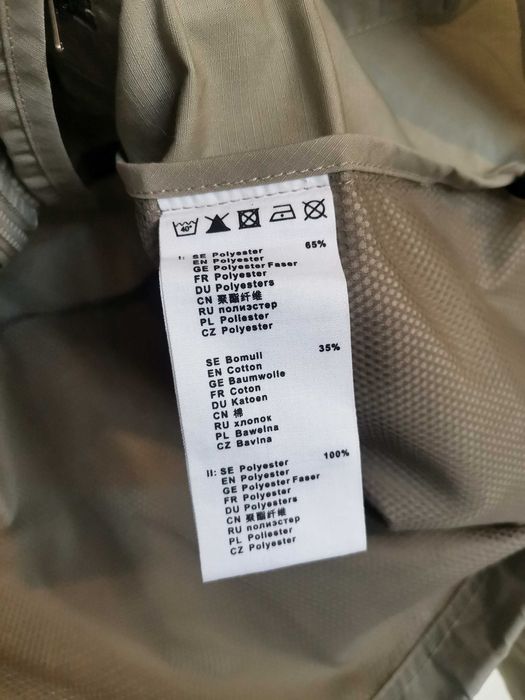 40°
I: SE Polyester 65%
EN Polyester
GE Polyester Faser
FR Polyester
DU Polyesters
CN 聚酯纤维
RU полиэстер
PL Poliester
CZ Polyester
SE Bomull 35%
EN Cotton
GE Baumwolle
FR Coton
DU Katoen
CN 棉
RU хлопок
PL Bawelna
CZ Bavlna
II: SE Polyester 100%
EN Polyester
GE Polyester Faser
FR Polyester
DU Polyesters
CN 聚酯纤维
RU полиэстер
PL Poliester
CZ Polyester